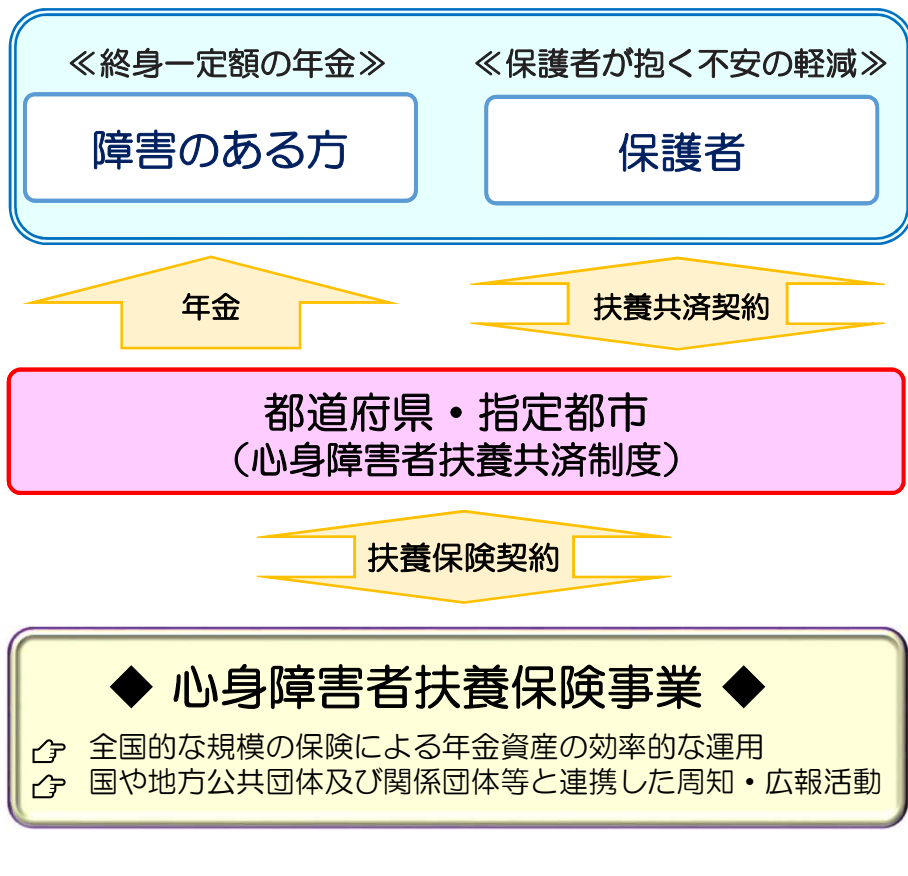 ≪終身一定額の年金≫
≪保護者が抱く不安の軽減≫
障害のある方
保護者
年金
扶養共済契約
都道府県・指定都市
（心身障害者扶養共済制度）
扶養保険契約
◆ 心身障害者扶養保険事業 ◆
☞ 全国的な規模の保険による年金資産の効率的な運用
☞ 国や地方公共団体及び関係団体等と連携した周知・広報活動